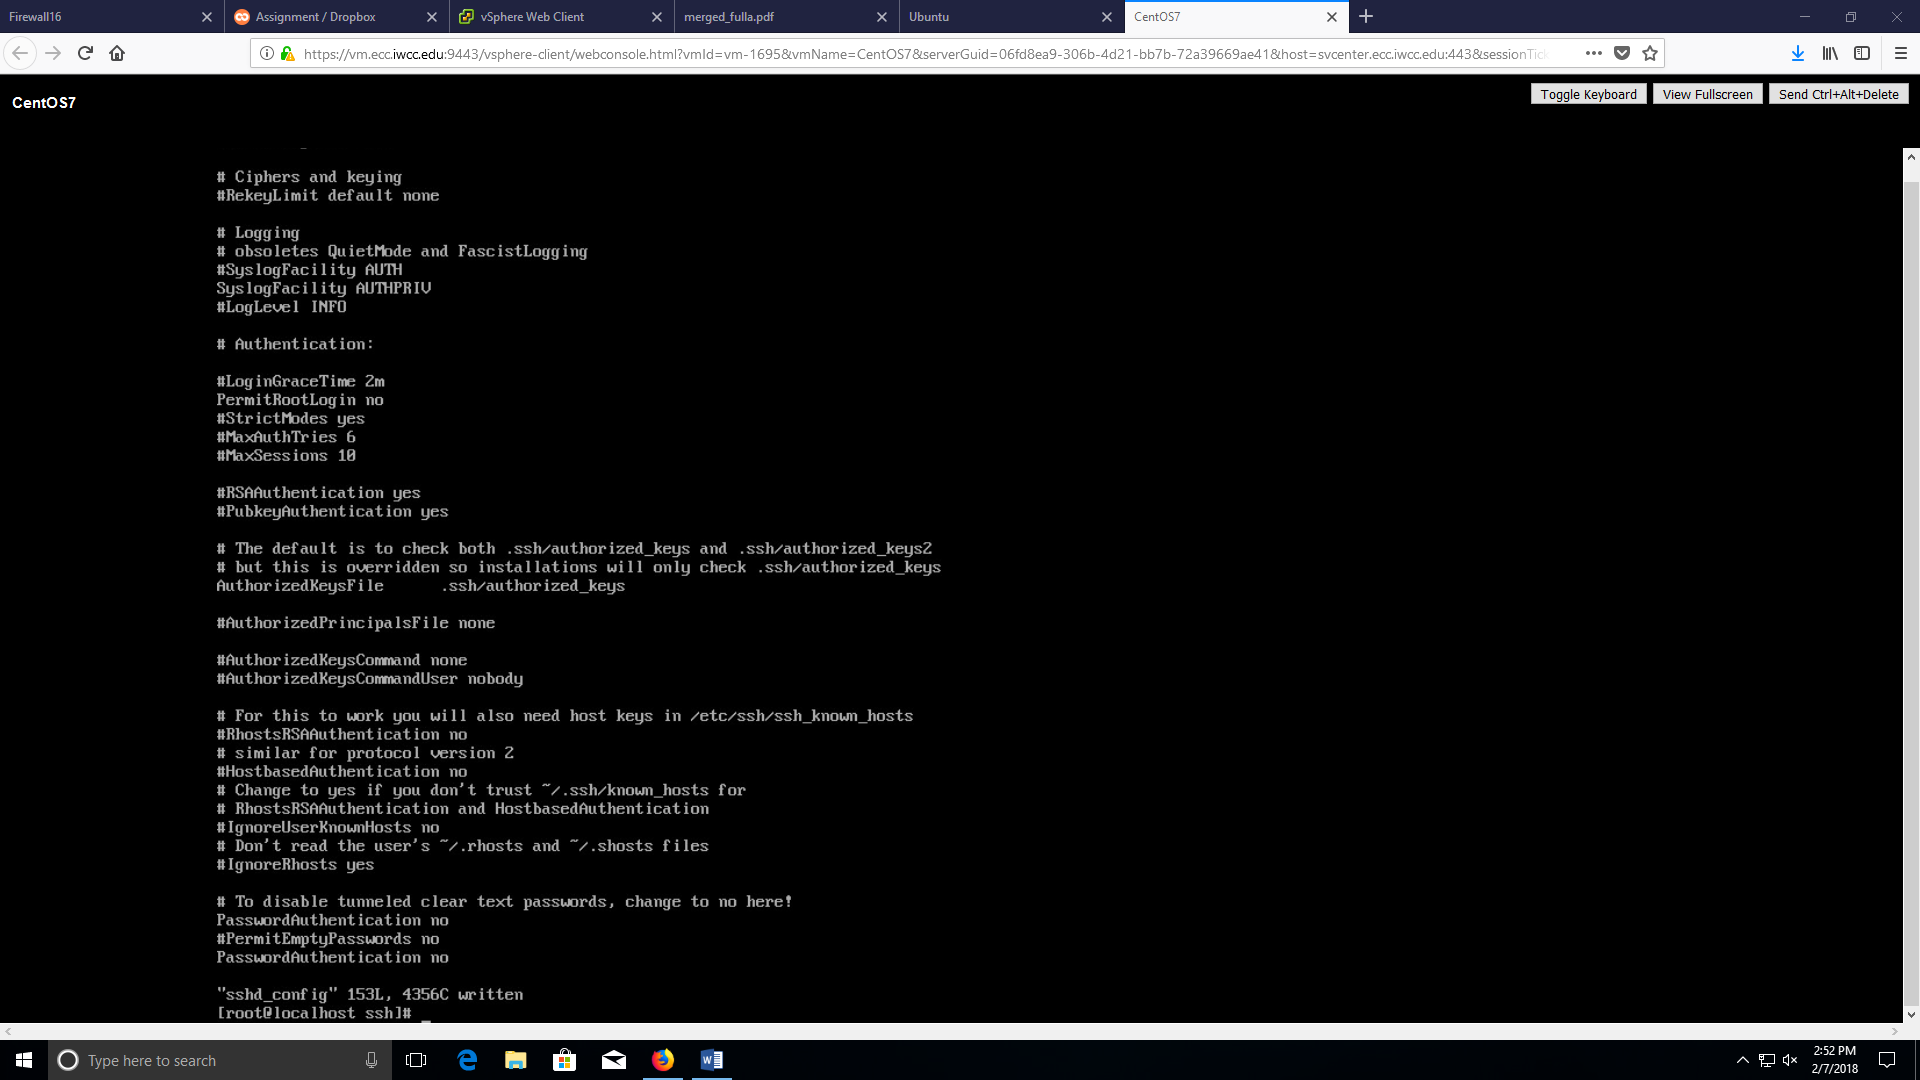 Firewall16
Assignment / Dropbox
vSphere Web Client
merged_fulla.pdf
Ubuntu
CentOS7
https://vm.ecc.iwcc.edu:9443/vsphere-client/webconsole.html?vmId=vm-1695&vmName=CentOS7&serverGuid=06fd8ea9-306b-4d21-bb7b-72a39669ae41&host=svcenter.ecc.iwcc.edu:443&sessionTick
CentOS7
Toggle Keyboard
View Fullscreen
Send Ctrl+Alt+Delete
# Ciphers and keying
#RekeyLimit default none
# Logging
# obsoletes QuietMode and FascistLogging
#SyslogFacility AUTH
SyslogFacility AUTHPRIV
#LogLevel INFO
# Authentication:
#LoginGraceTime 2m
PermitRootLogin no
#StrictModes yes
#MaxAuthTries 6
#MaxSessions 10
#RSAAuthentication yes
#PubkeyAuthentication yes
# The default is to check both .ssh/authorized_keys and .ssh/authorized_keys2
# but this is overridden so installations will only check .ssh/authorized_keys
AuthorizedKeysFile .ssh/authorized_keys
#AuthorizedPrincipalsFile none
#AuthorizedKeysCommand none
#AuthorizedKeysCommandUser nobody
# For this to work you will also need host keys in /etc/ssh/ssh_known_hosts
#RhostsRSAAuthentication no
# similar for protocol version 2
#HostbasedAuthentication no
# Change to yes if you don't trust ~/.ssh/known_hosts for
# RhostsRSAAuthentication and HostbasedAuthentication
#IgnoreUserKnownHosts no
# Don't read the user's ~/.rhosts and ~/.shosts files
#IgnoreRhosts yes
# To disable tunneled clear text passwords, change to no here!
PasswordAuthentication no
#PermitEmptyPasswords no
PasswordAuthentication no
"sshd_config" 153L, 4356C written
[root@localhost ssh]# _
Type here to search
2:52 PM
2/7/2018